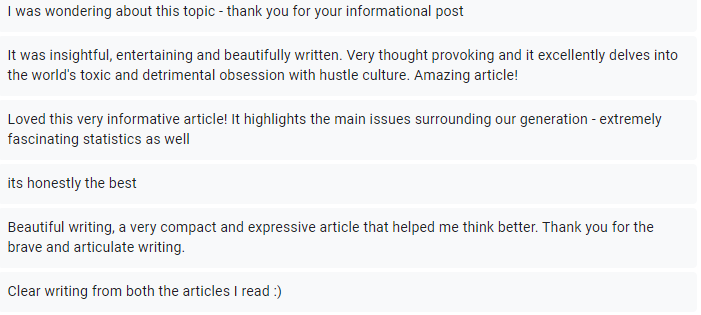 I was wondering about this topic - thank you for your informational post
It was insightful, entertaining and beautifully written. Very thought provoking and it excellently delves into
the world's toxic and detrimental obsession with hustle culture. Amazing article!
Loved this very informative article! It highlights the main issues surrounding our generation - extremely
fascinating statistics as well
its honestly the best
Beautiful writing, a very compact and expressive article that helped me think better. Thank you for the
brave and articulate writing.
Clear writing from both the articles I read :)